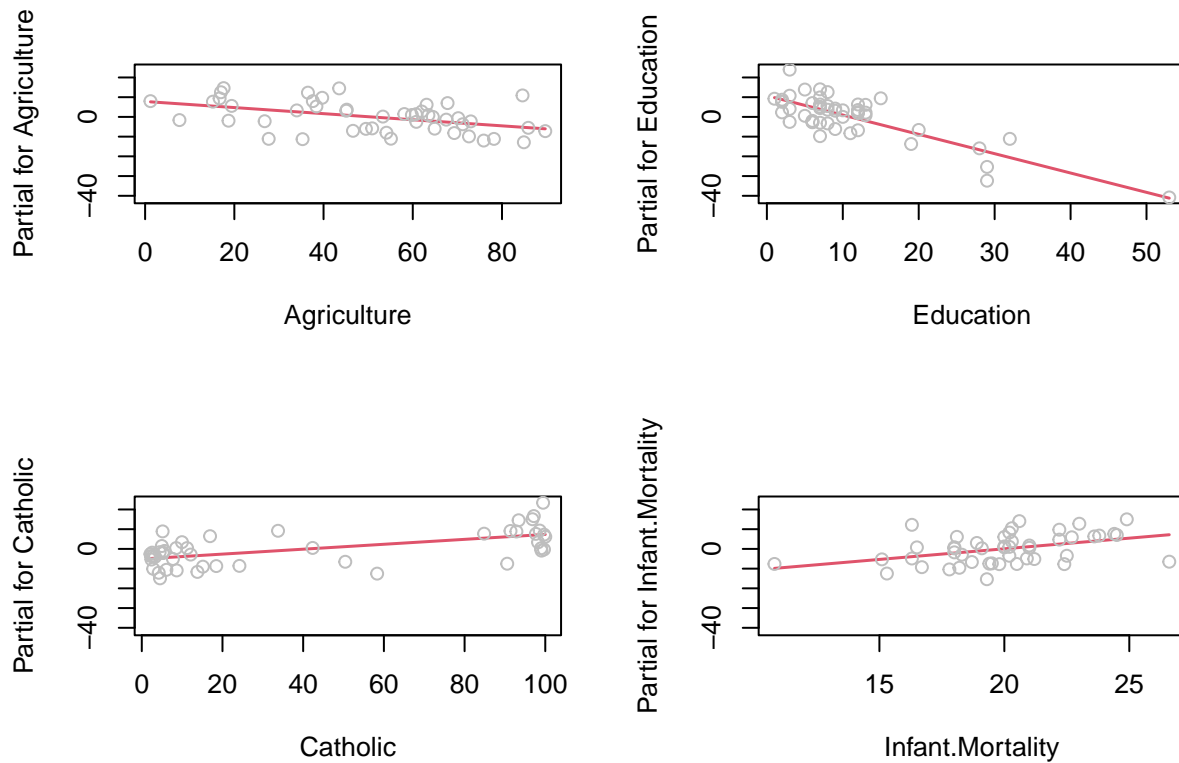 Partial for Agriculture
0
−40
0 20 40 60 80
Agriculture
Partial for Education
0
−40
0 10 20 30 40 50
Education
Partial for Catholic
0
−40
0 20 40 60 80 100
Catholic
Partial for Infant.Mortality
0
−40
15 20 25
Infant.Mortality